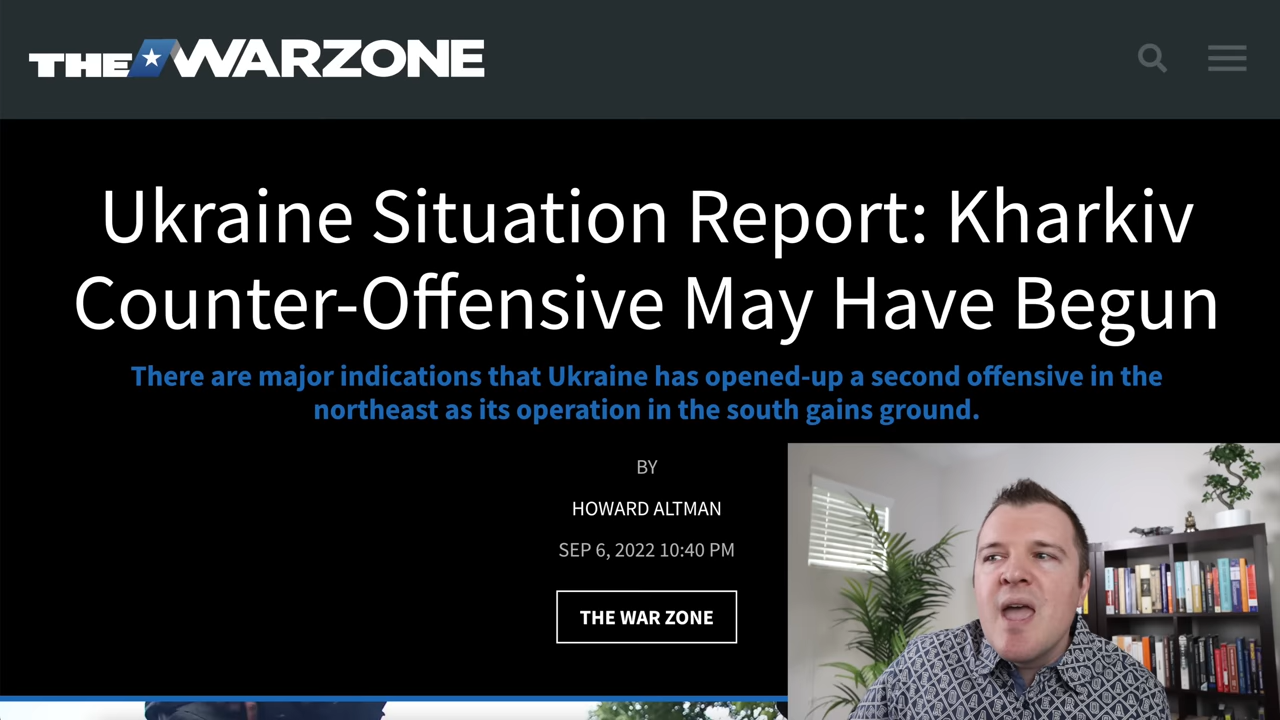 THE WARZONE
Ukraine Situation Report: Kharkiv
Counter-Offensive May Have Begun
There are major indications that Ukraine has opened-up a second offensive in the
northeast as its operation in the south gains ground.
BY
HOWARD ALTMAN
SEP 6, 2022 10:40 PM
THE WAR ZONE